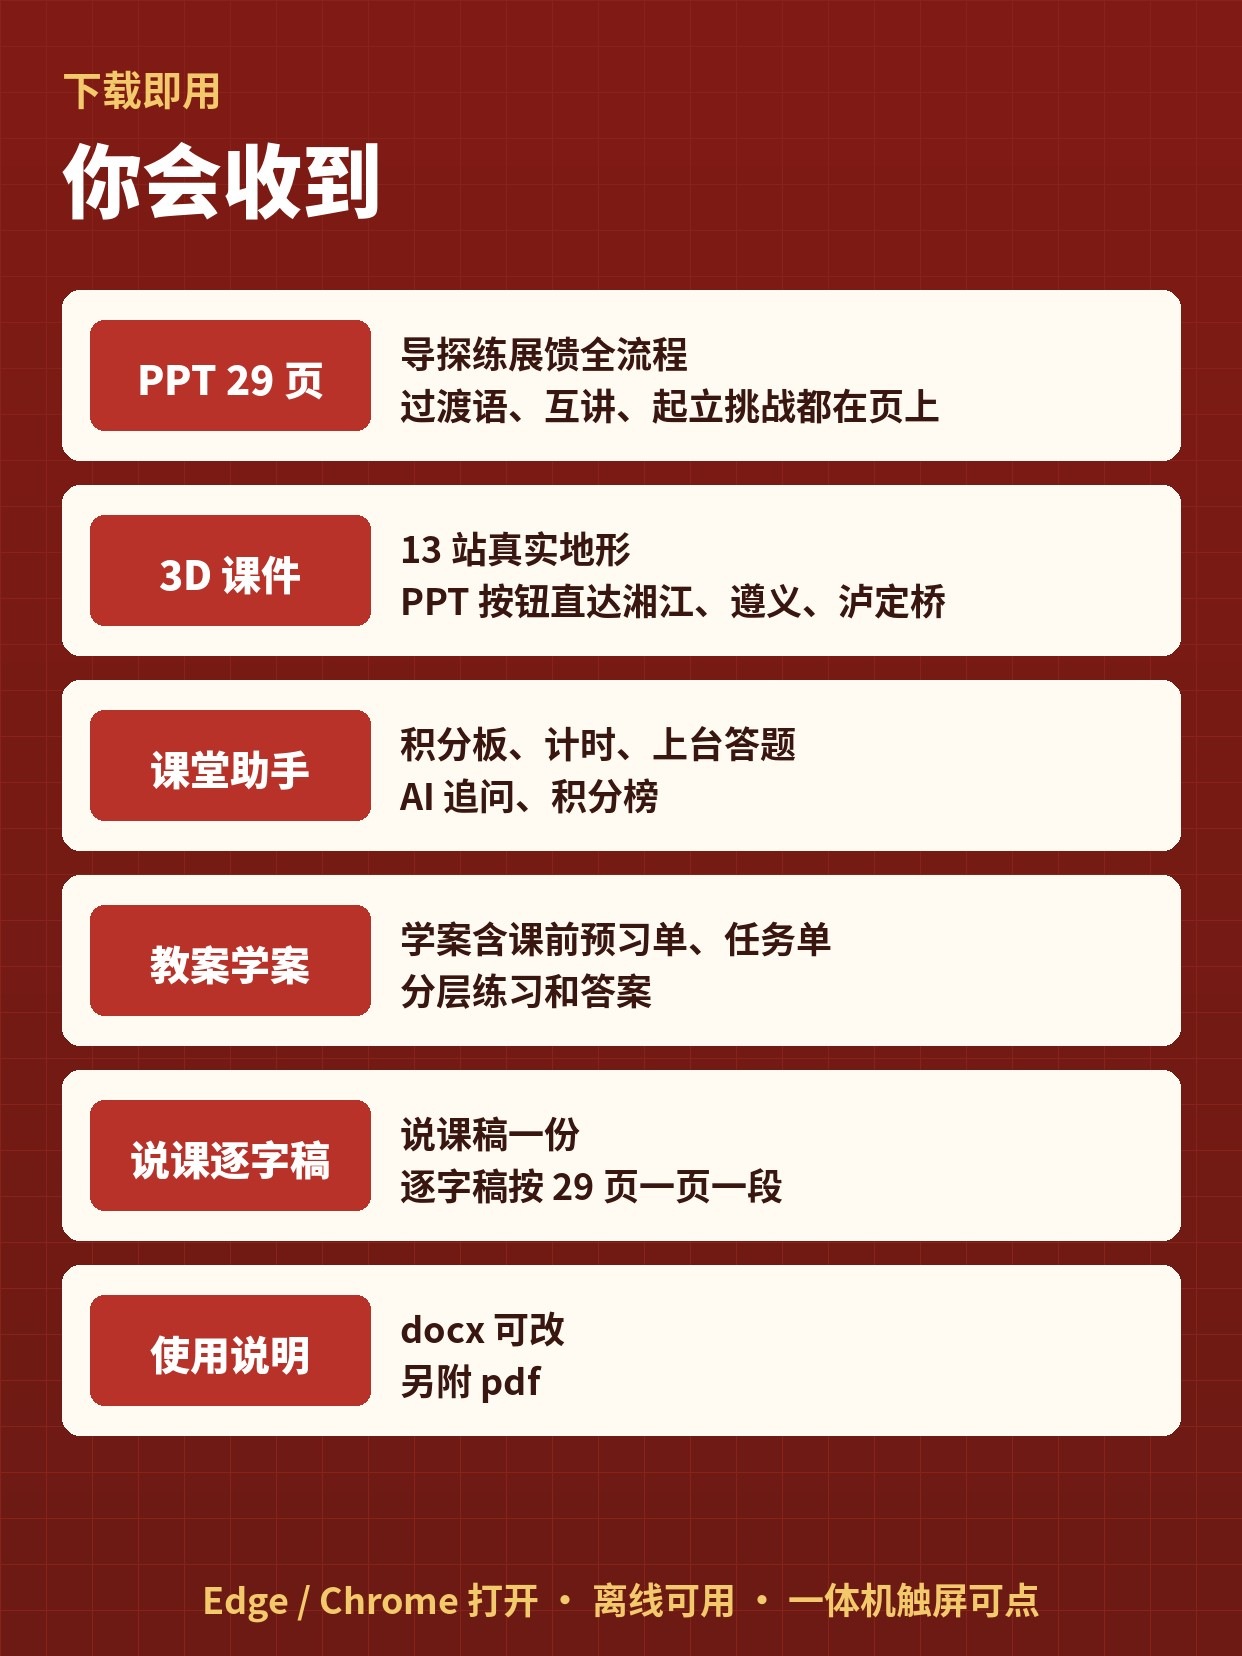 下载即用
你会收到
PPT 29 页
导探练展馈全流程
过渡语、互讲、起立挑战都在页上
3D 课件
13 站真实地形
PPT 按钮直达湘江、遵义、泸定桥
课堂助手
积分板、计时、上台答题
AI 追问、积分榜
教案学案
学案含课前预习单、任务单
分层练习和答案
说课逐字稿
说课稿一份
逐字稿按 29 页一页一段
使用说明
docx 可改
另附 pdf
Edge / Chrome 打开 · 离线可用 · 一体机触屏可点